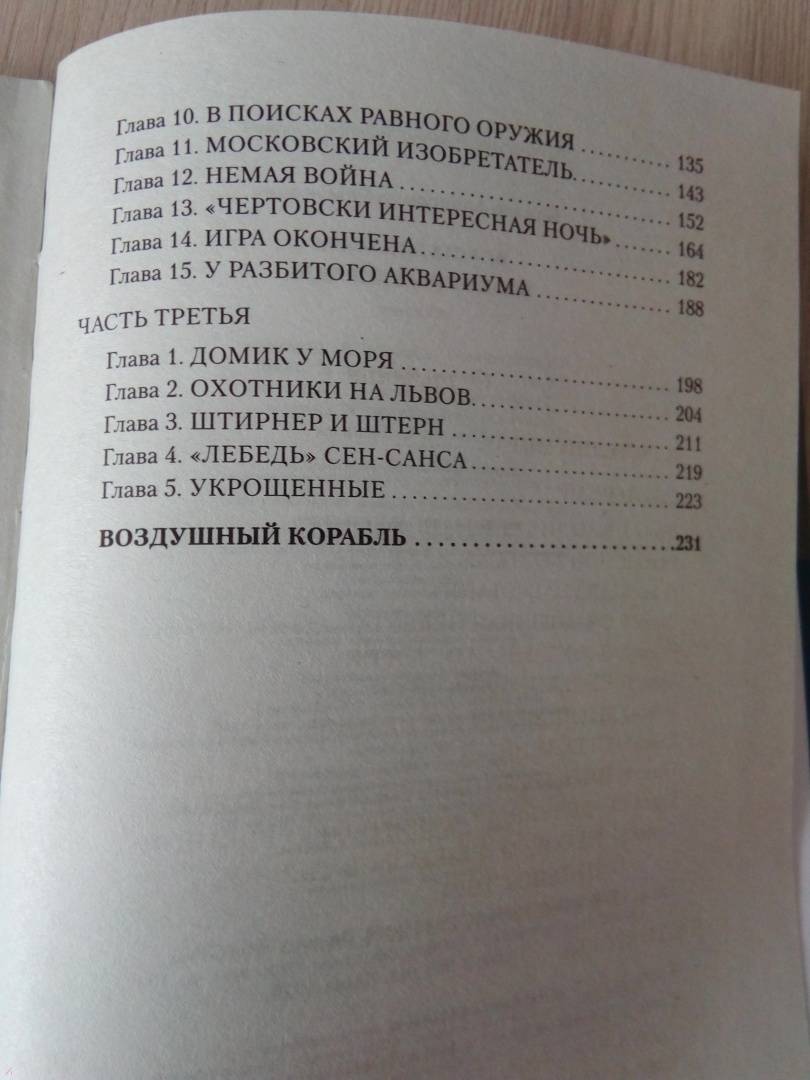 Глава 10. В ПОИСКАХ РАВНОГО ОРУЖИЯ .......... 135
Глава 11. МОСКОВСКИЙ ИЗОБРЕТАТЕЛЬ .......... 143
Глава 12. НЕМАЯ ВОЙНА .......... 152
Глава 13. «ЧЕРТОВСКИ ИНТЕРЕСНАЯ НОЧЬ» .......... 164
Глава 14. ИГРА ОКОНЧЕНА .......... 182
Глава 15. У РАЗБИТОГО АКВАРИУМА .......... 188
ЧАСТЬ ТРЕТЬЯ
Глава 1. ДОМИК У МОРЯ .......... 198
Глава 2. ОХОТНИКИ НА ЛЬВОВ .......... 204
Глава 3. ШТИРНЕР И ШТЕРН .......... 211
Глава 4. «ЛЕБЕДЬ» СЕН-САНСА .......... 219
Глава 5. УКРОЩЕННЫЕ .......... 223
ВОЗДУШНЫЙ КОРАБЛЬ .......... 231